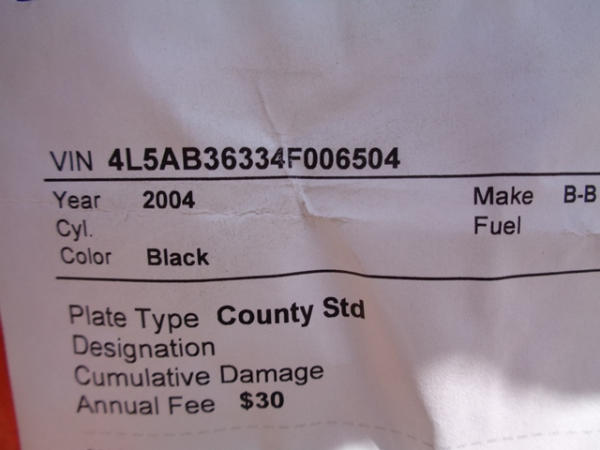 VIN 4L5AB36334F006504
Year 2004 Make B-B
Cyl. Fuel
Color Black
Plate Type County Std
Designation
Cumulative Damage
Annual Fee $30